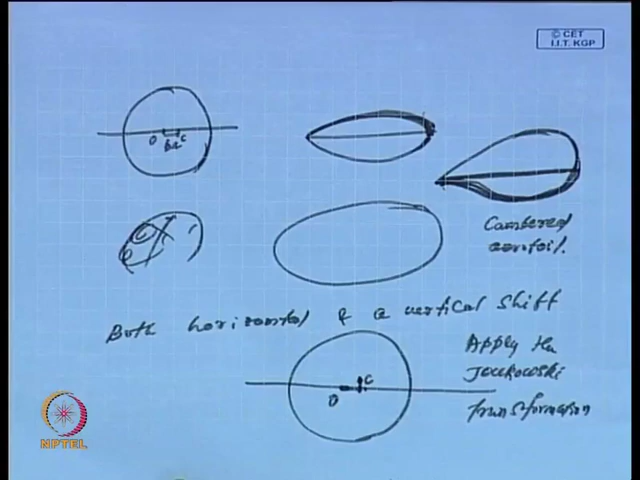 © CET
I.I.T. KGP
O
C
Cambered
aerofoil.
Both horizontal & a vertical shift
Apply the
Joukowski
transformation
O
C
NPTEL